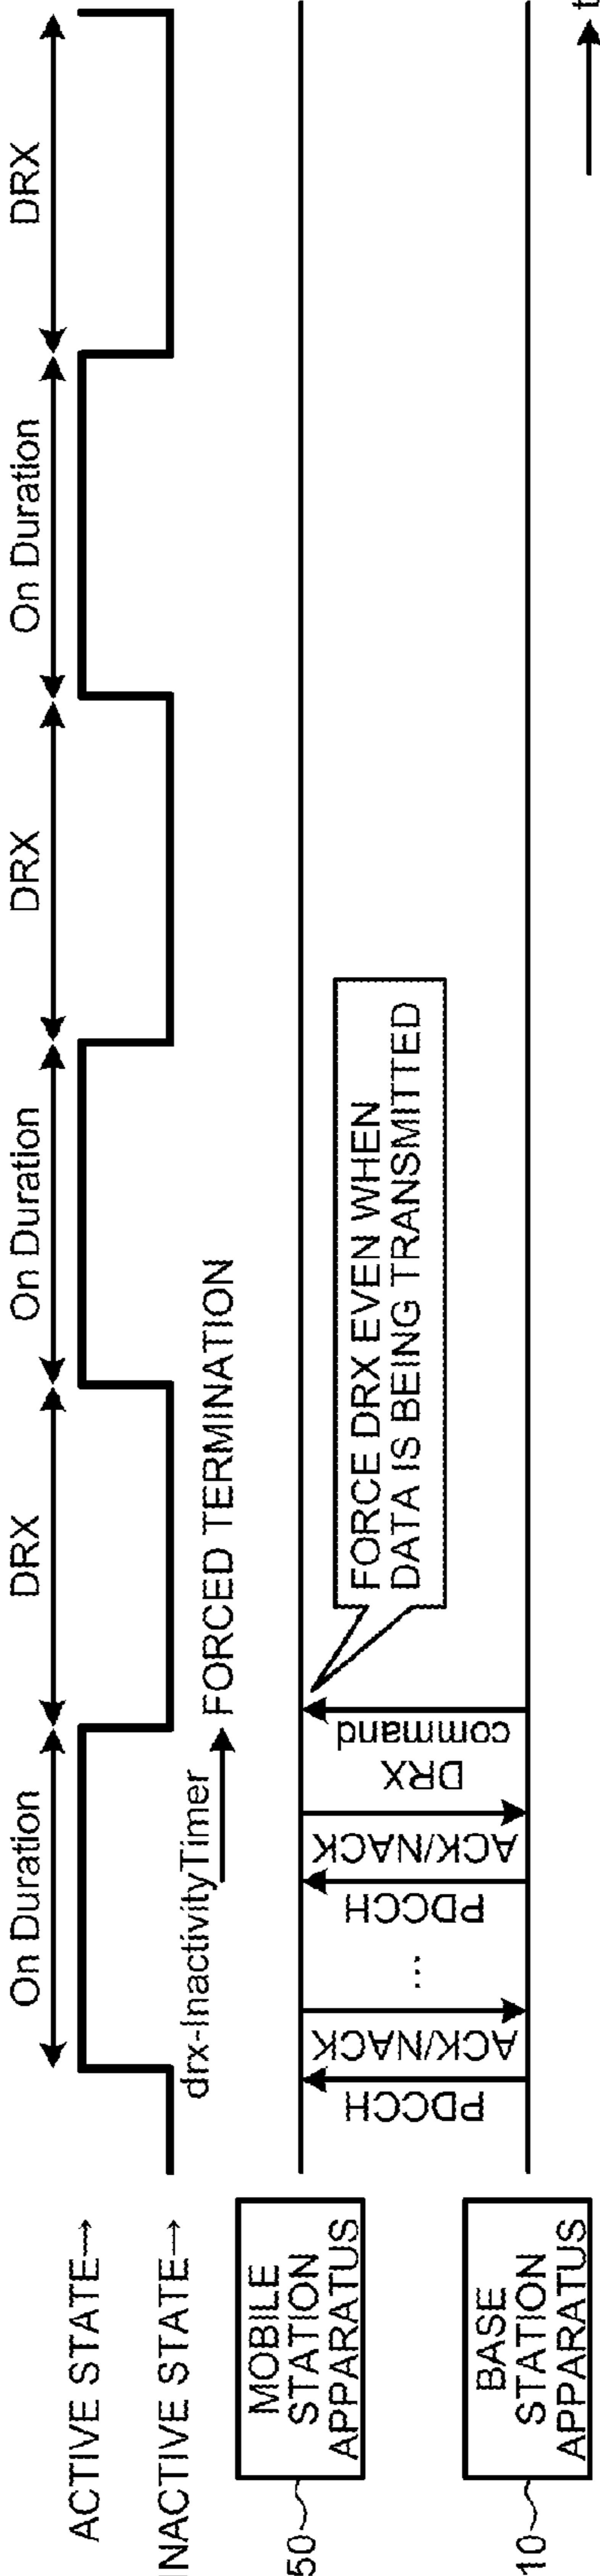 On Duration
DRX
On Duration
DRX
On Duration
DRX
ACTIVE STATE→
NACTIVE STATE→
drx-InactivityTimer
FORCED TERMINATION
MOBILE
STATION
APPARATUS
50
PDCCH
ACK/NACK
...
PDCCH
ACK/NACK
DRX
command
FORCE DRX EVEN WHEN
DATA IS BEING TRANSMITTED
BASE
STATION
APPARATUS
10
t